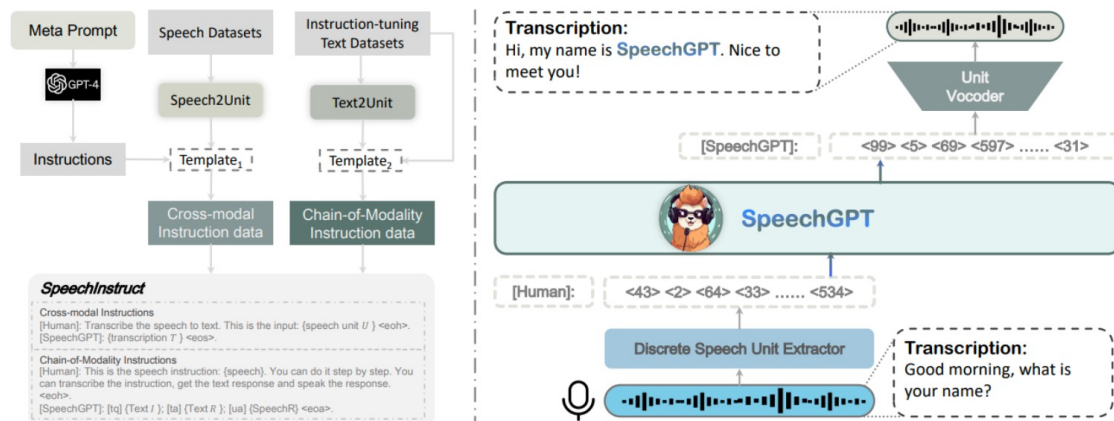 Meta Prompt
Speech Datasets
Instruction-tuning
Text Datasets
GPT-4
Speech2Unit
Text2Unit
Instructions
Template1
Template2
Cross-modal
Instruction data
Chain-of-Modality
Instruction data
SpeechInstruct
Cross-modal Instructions
[Human]: Transcribe the speech to text. This is the input: {speech unit U } <eoh>.
[SpeechGPT]: {transcription T } <eos>.
Chain-of-Modality Instructions
[Human]: This is the speech instruction: {speech}. You can do it step by step. You
can transcribe the instruction, get the text response and speak the response.
<eoh>.
[SpeechGPT]: [tq] {Text I }; [ta] {Text R }; [ua] {SpeechR} <eoa>.
Transcription:
Hi, my name is SpeechGPT. Nice to
meet you!
Unit
Vocoder
[SpeechGPT]: <99> <5> <69> <597> ...... <31>
SpeechGPT
[Human]: <43> <2> <64> <33> ...... <534>
Discrete Speech Unit Extractor
Transcription:
Good morning, what is
your name?